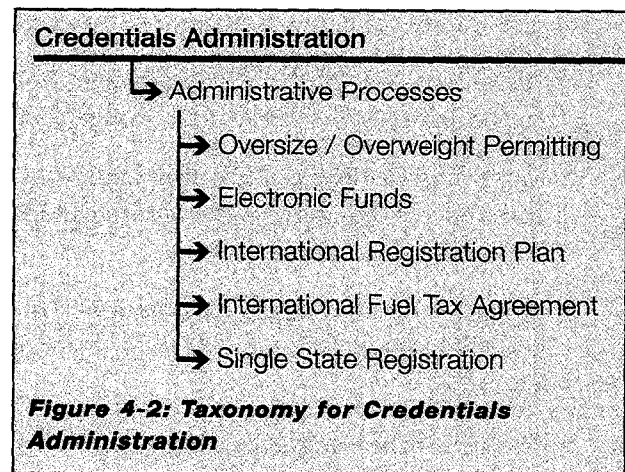 Credentials Administration
Administrative Processes
Oversize / Overweight Permitting
Electronic Funds
International Registration Plan
International Fuel Tax Agreement
Single State Registration
Figure 4-2: Taxonomy for Credentials
Administration